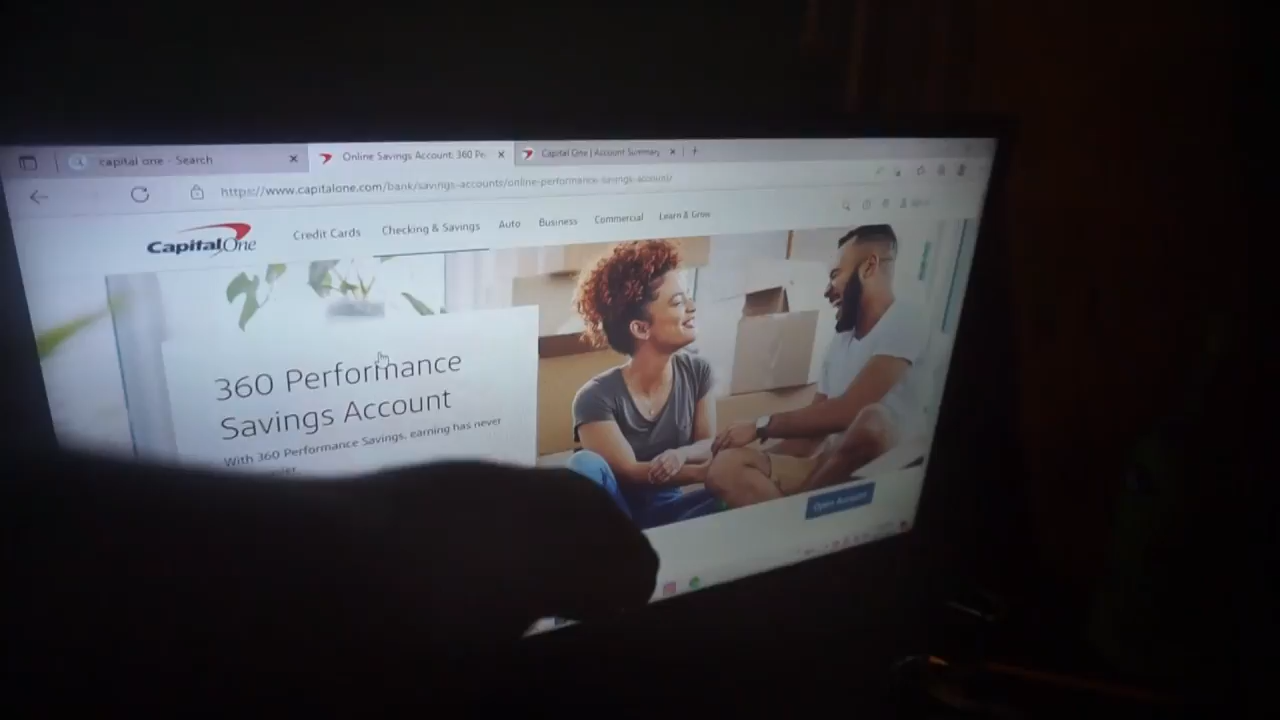 capital one - Search
Online Savings Account: 360 Pe
Capital One | Account Summary
https://www.capitalone.com/bank/savings-accounts/online-performance-savings-account/
Capital One
Credit Cards
Checking & Savings
Auto
Business
Commercial
Learn & Grow
360 Performance
Savings Account
With 360 Performance Savings, earning has never
Open Account